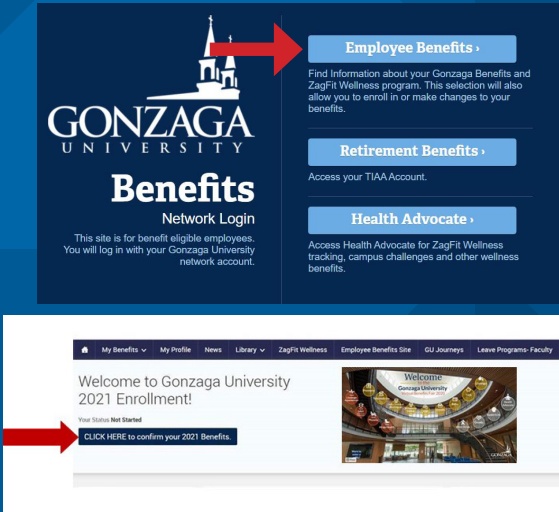 GONZAGA
UNIVERSITY
Benefits
Network Login
This site is for benefit eligible employees.
You will log in with your Gonzaga University
network account.
Employee Benefits ›
Find Information about your Gonzaga Benefits and
ZagFit Wellness program. This selection will also
allow you to enroll in or make changes to your
benefits.
Retirement Benefits ›
Access your TIAA Account.
Health Advocate ›
Access Health Advocate for ZagFit Wellness
tracking, campus challenges and other wellness
benefits.
My Benefits My Profile News Library ZagFit Wellness Employee Benefits Site GU Journeys Leave Programs- Faculty
Welcome to Gonzaga University
2021 Enrollment!
Your Status Not Started
CLICK HERE to confirm your 2021 Benefits.
Welcome
Gonzaga University
GONZAGA